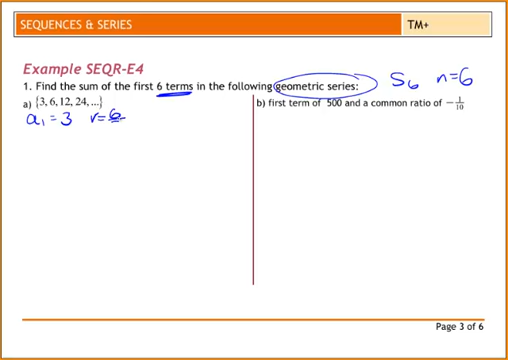 SEQUENCES & SERIES TM+
Example SEQR-E4
1. Find the sum of the first 6 terms in the following geometric series: S₆ n=6
a) {3, 6, 12, 24, ...} b) first term of 500 and a common ratio of −1/10
a₁ = 3 r = 6
Page 3 of 6